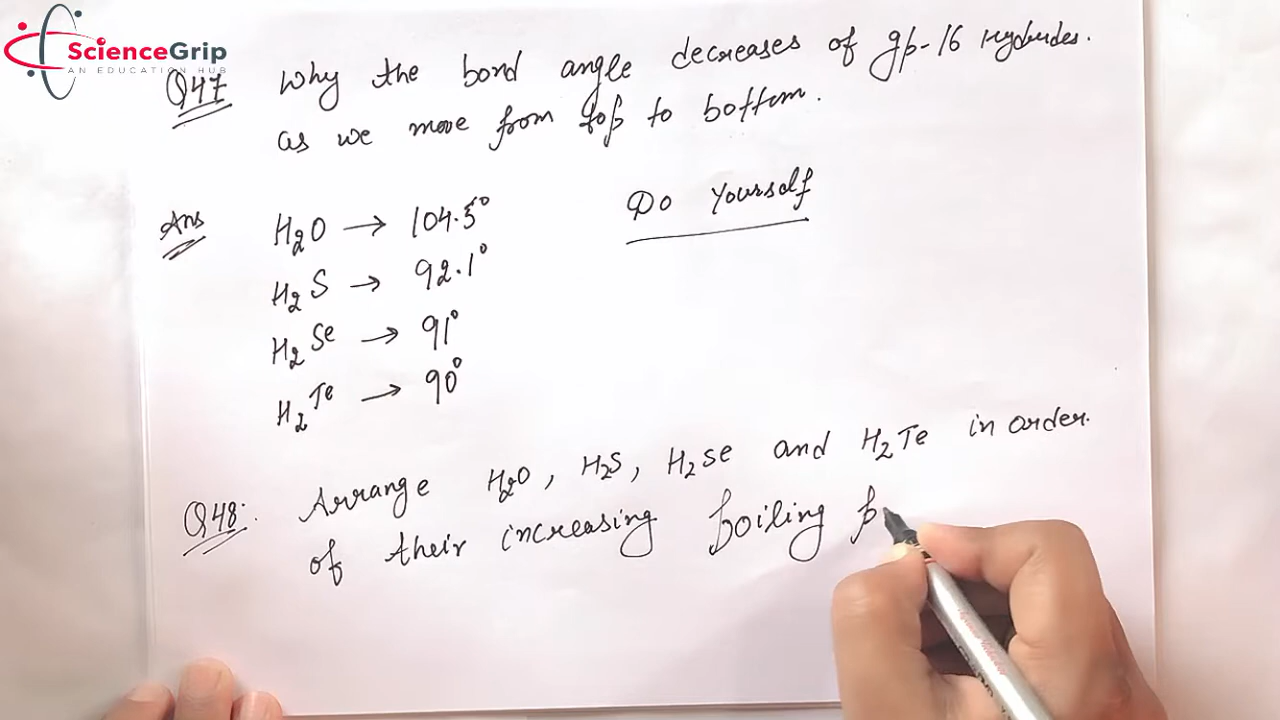 ScienceGrip
AN EDUCATION HUB
Q47 Why the bond angle decreases of gp-16 Hydrides.
as we move from top to bottom.
Ans H2O → 104.5° Do Yourself
H2S → 92.1°
H2Se → 91°
H2Te → 90°
Q48: Arrange H2O, H2S, H2Se and H2Te in order.
of their increasing boiling p